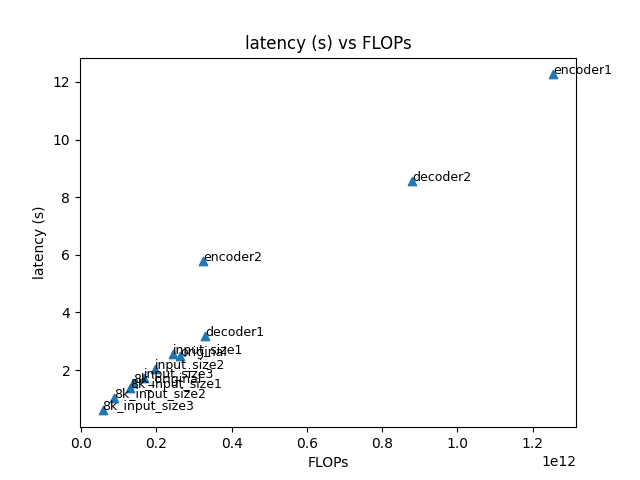 latency (s) vs FLOPs
encoder1
decoder2
encoder2
decoder1
input_size1
original
input_size2
input_size3
8k_original
8k_input_size1
8k_input_size2
8k_input_size3
12
10
8
6
4
2
latency (s)
0.0
0.2
0.4
0.6
0.8
1.0
1.2
1e12
FLOPs